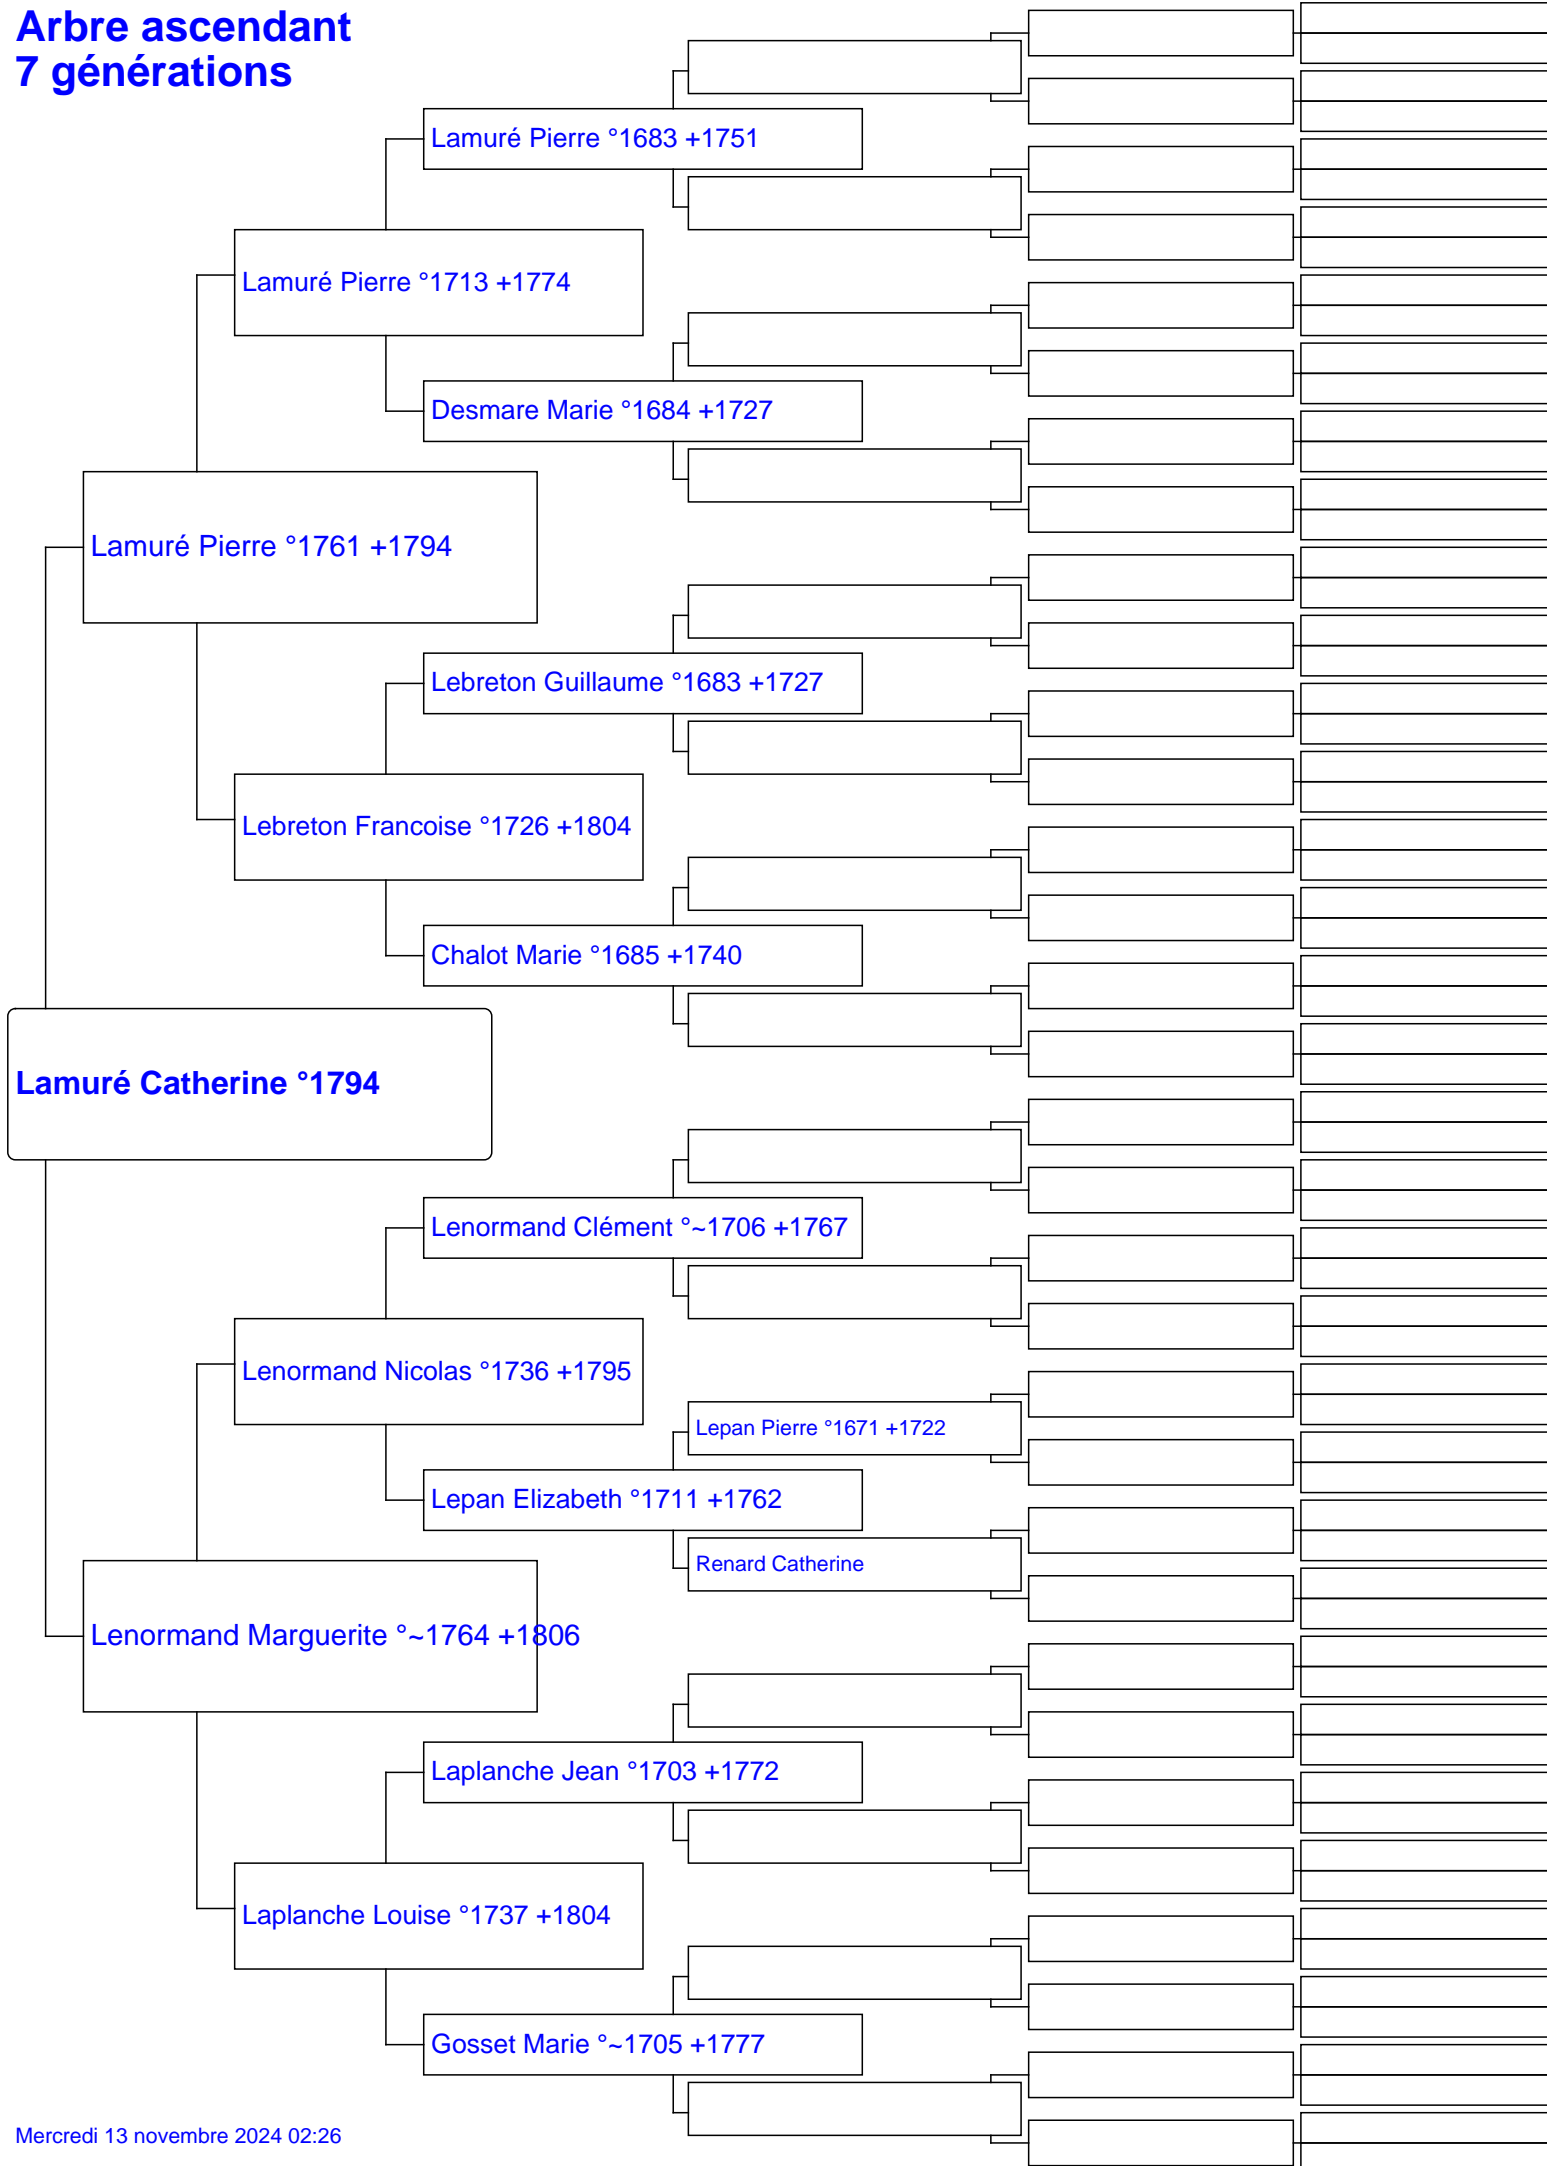 Arbre ascendant
7 générations
Lamuré Pierre °1683 +1751
Lamuré Pierre °1713 +1774
Desmare Marie °1684 +1727
Lamuré Pierre °1761 +1794
Lebreton Guillaume °1683 +1727
Lebreton Francoise °1726 +1804
Chalot Marie °1685 +1740
Lamuré Catherine °1794
Lenormand Clément °~1706 +1767
Lenormand Nicolas °1736 +1795
Lepan Pierre °1671 +1722
Lepan Elizabeth °1711 +1762
Renard Catherine
Lenormand Marguerite °~1764 +1806
Laplanche Jean °1703 +1772
Laplanche Louise °1737 +1804
Gosset Marie °~1705 +1777
Mercredi 13 novembre 2024 02:26